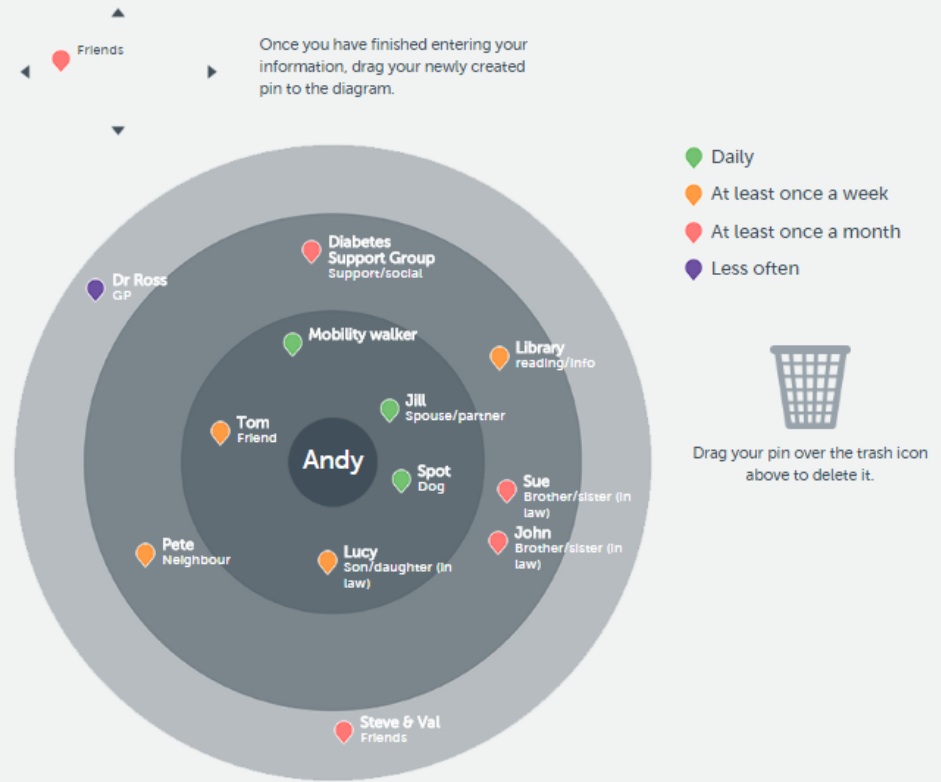 Friends
Once you have finished entering your
information, drag your newly created
pin to the diagram.
Daily
At least once a week
At least once a month
Less often
Diabetes
Support Group
Support/social
Dr Ross
GP
Mobility walker
Library
reading/info
Jill
Spouse/partner
Tom
Friend
Andy
Spot
Dog
Sue
Brother/sister (in
law)
John
Brother/sister (in
law)
Pete
Neighbour
Lucy
Son/daughter (in
law)
Steve & Val
Friends
Drag your pin over the trash icon
above to delete it.